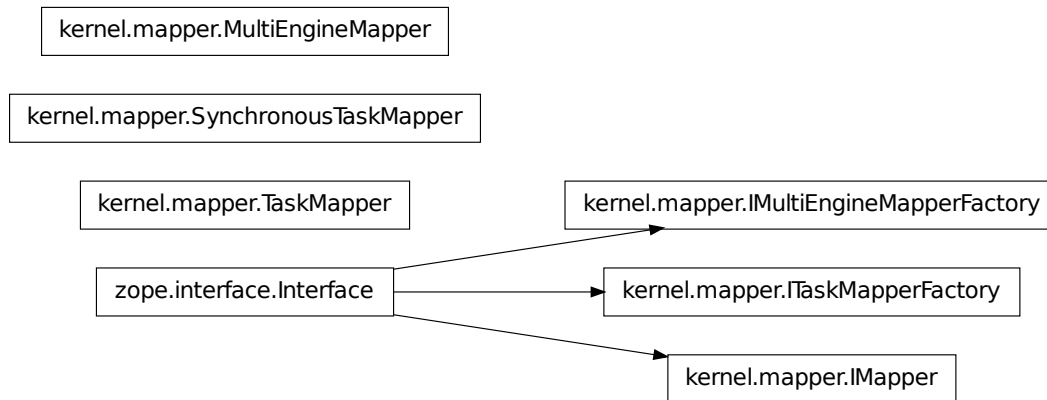 kernel.mapper.MultiEngineMapper
kernel.mapper.SynchronousTaskMapper
kernel.mapper.TaskMapper
kernel.mapper.IMultiEngineMapperFactory
zope.interface.Interface
kernel.mapper.ITaskMapperFactory
kernel.mapper.IMapper